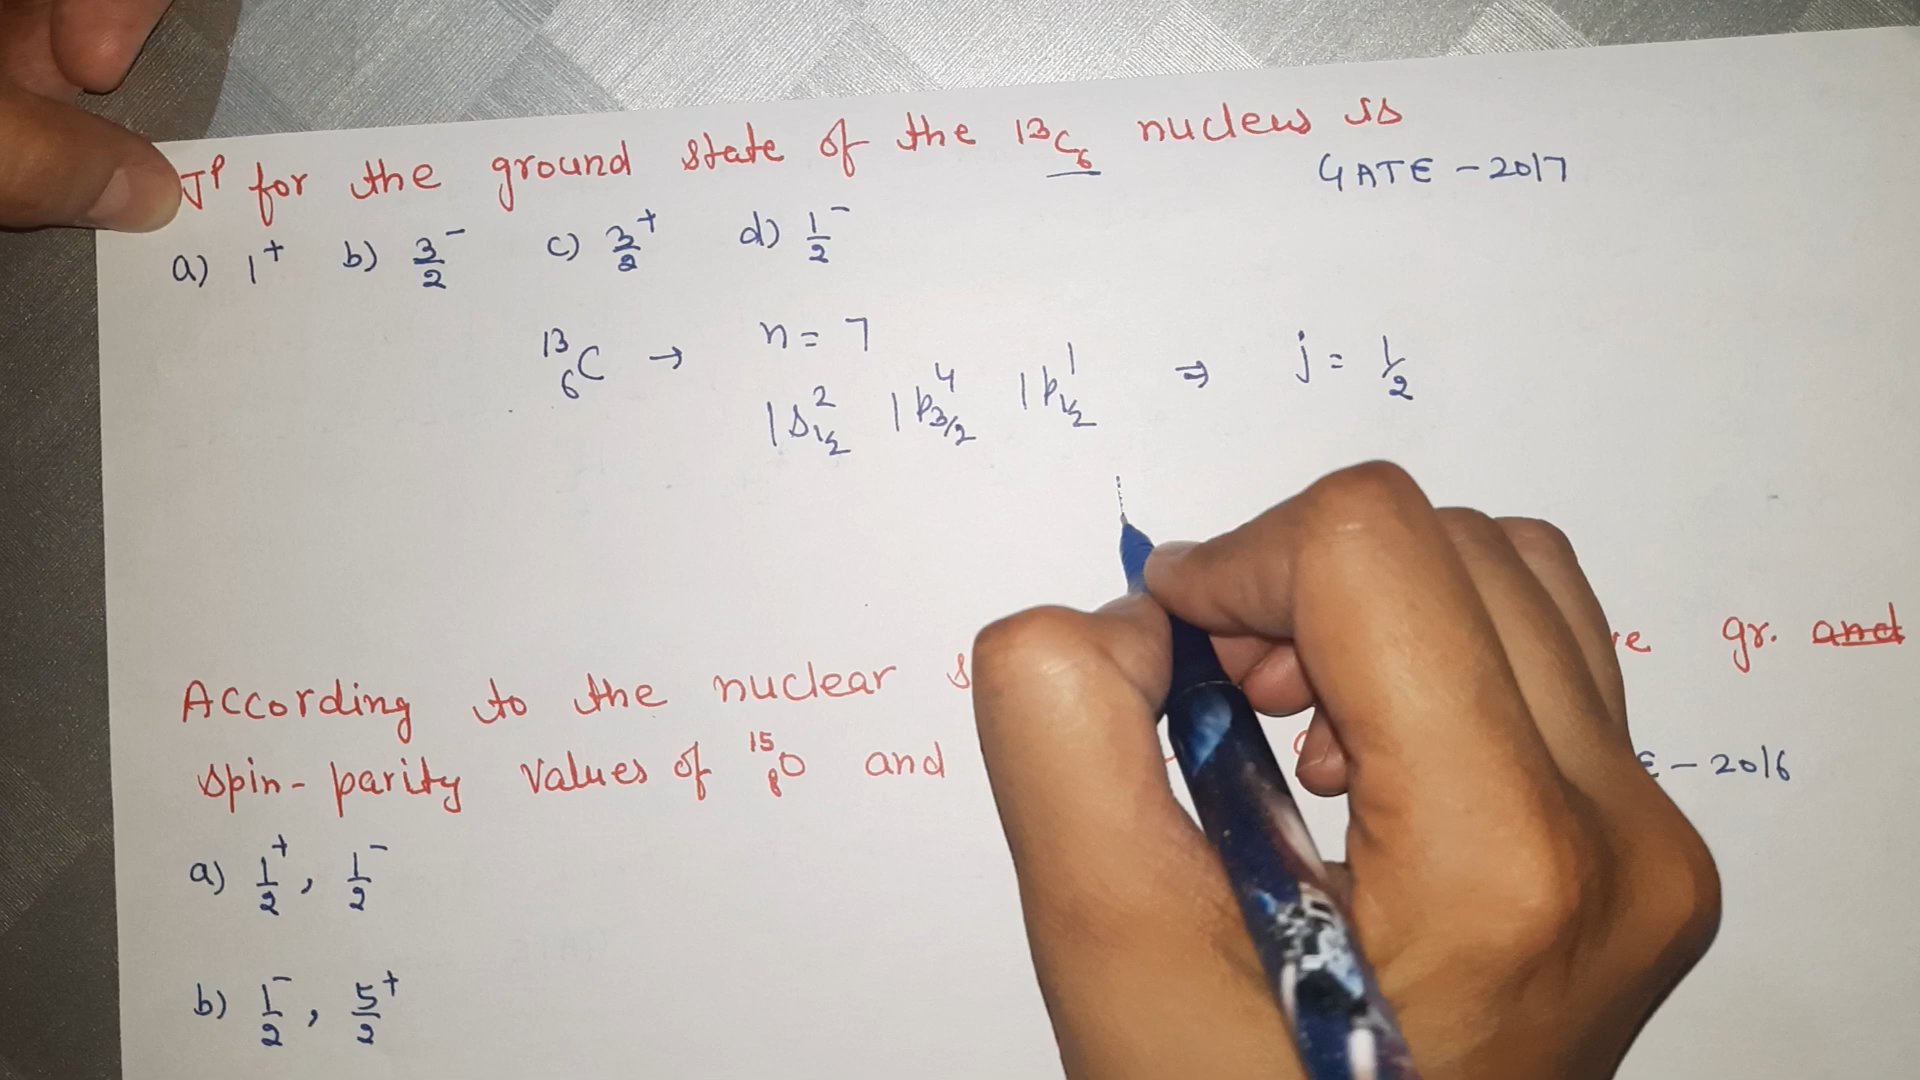 J^P for the ground state of the ¹³C₆ nucleus is
GATE - 2017
a) 1⁺ b) 3/2⁻ c) 3/2⁺ d) 1/2⁻
¹³₆C → n = 7
1s²₁/₂ 1p⁴₃/₂ 1p¹₁/₂ ⇒ j = 1/2
According to the nuclear gr. and
spin-parity values of ¹⁵₈O and - 2016
a) 1/2⁺, 1/2⁻
b) 1/2⁻, 5/2⁺